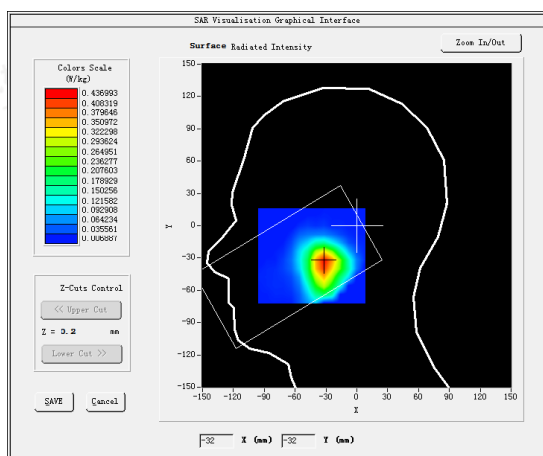 SAR Visualisation Graphical Interface
Surface Radiated Intensity
Zoom In/Out
Colors Scale
(W/kg)
0.436993
0.408319
0.379646
0.350972
0.322298
0.293624
0.264951
0.236277
0.207603
0.178929
0.150256
0.121582
0.092908
0.064234
0.035561
0.006887
Z-Cuts Control
<< Upper Cut
Z = 0.2 mm
Lower Cut >>
SAVE Cancel
150
120
90
60
30
0
-30
-60
-90
-120
-150
Y
-150 -120 -90 -60 -30 0 30 60 90 120 150
X
-32 X (mm) -32 Y (mm)